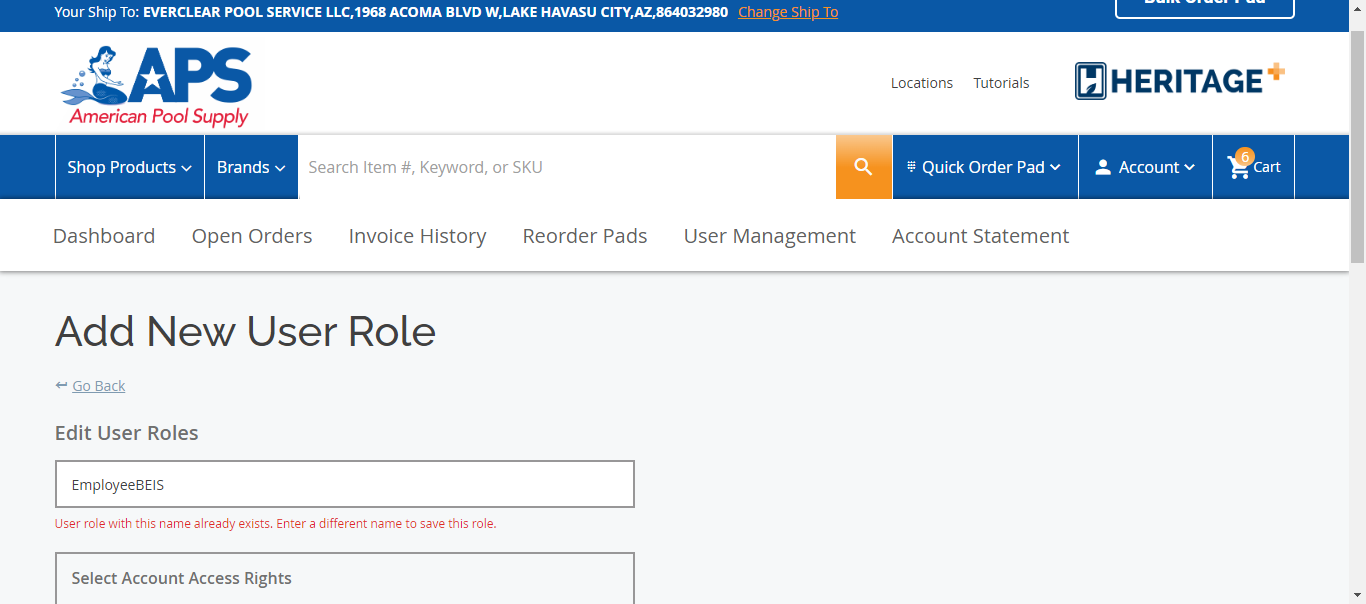 Your Ship To: EVERCLEAR POOL SERVICE LLC,1968 ACOMA BLVD W,LAKE HAVASU CITY,AZ,864032980 Change Ship To
Bulk Order Pad
APS
American Pool Supply
Locations Tutorials
HERITAGE+
Shop Products Brands Search Item #, Keyword, or SKU Quick Order Pad Account 6 Cart
Dashboard Open Orders Invoice History Reorder Pads User Management Account Statement
Add New User Role
Go Back
Edit User Roles
EmployeeBEIS
User role with this name already exists. Enter a different name to save this role.
Select Account Access Rights